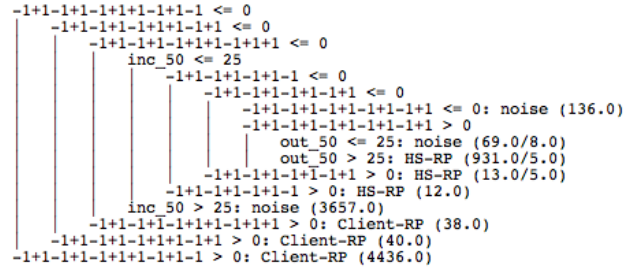 -1+1-1-1+1+1+1-1+1-1 <= 0
-1+1-1+1-1+1-1+1+1 <= 0
-1+1-1-1+1-1+1-1+1+1 <= 0
inc_50 <= 25
-1+1-1-1+1-1-1 <= 0
-1+1-1-1-1+1-1+1 <= 0
-1+1-1-1-1+1-1+1-1+1 <= 0: noise (136.0)
-1+1-1-1-1+1-1+1-1+1 > 0
out_50 <= 25: noise (69.0/8.0)
out_50 > 25: HS-RP (931.0/5.0)
-1+1-1-1-1+1-1+1 > 0: HS-RP (13.0/5.0)
-1+1-1-1+1-1-1 > 0: HS-RP (12.0)
inc_50 > 25: noise (3657.0)
-1+1-1-1+1-1+1-1+1+1 > 0: Client-RP (38.0)
-1+1-1+1-1+1-1+1+1 > 0: Client-RP (40.0)
-1+1-1-1+1+1+1-1+1-1 > 0: Client-RP (4436.0)